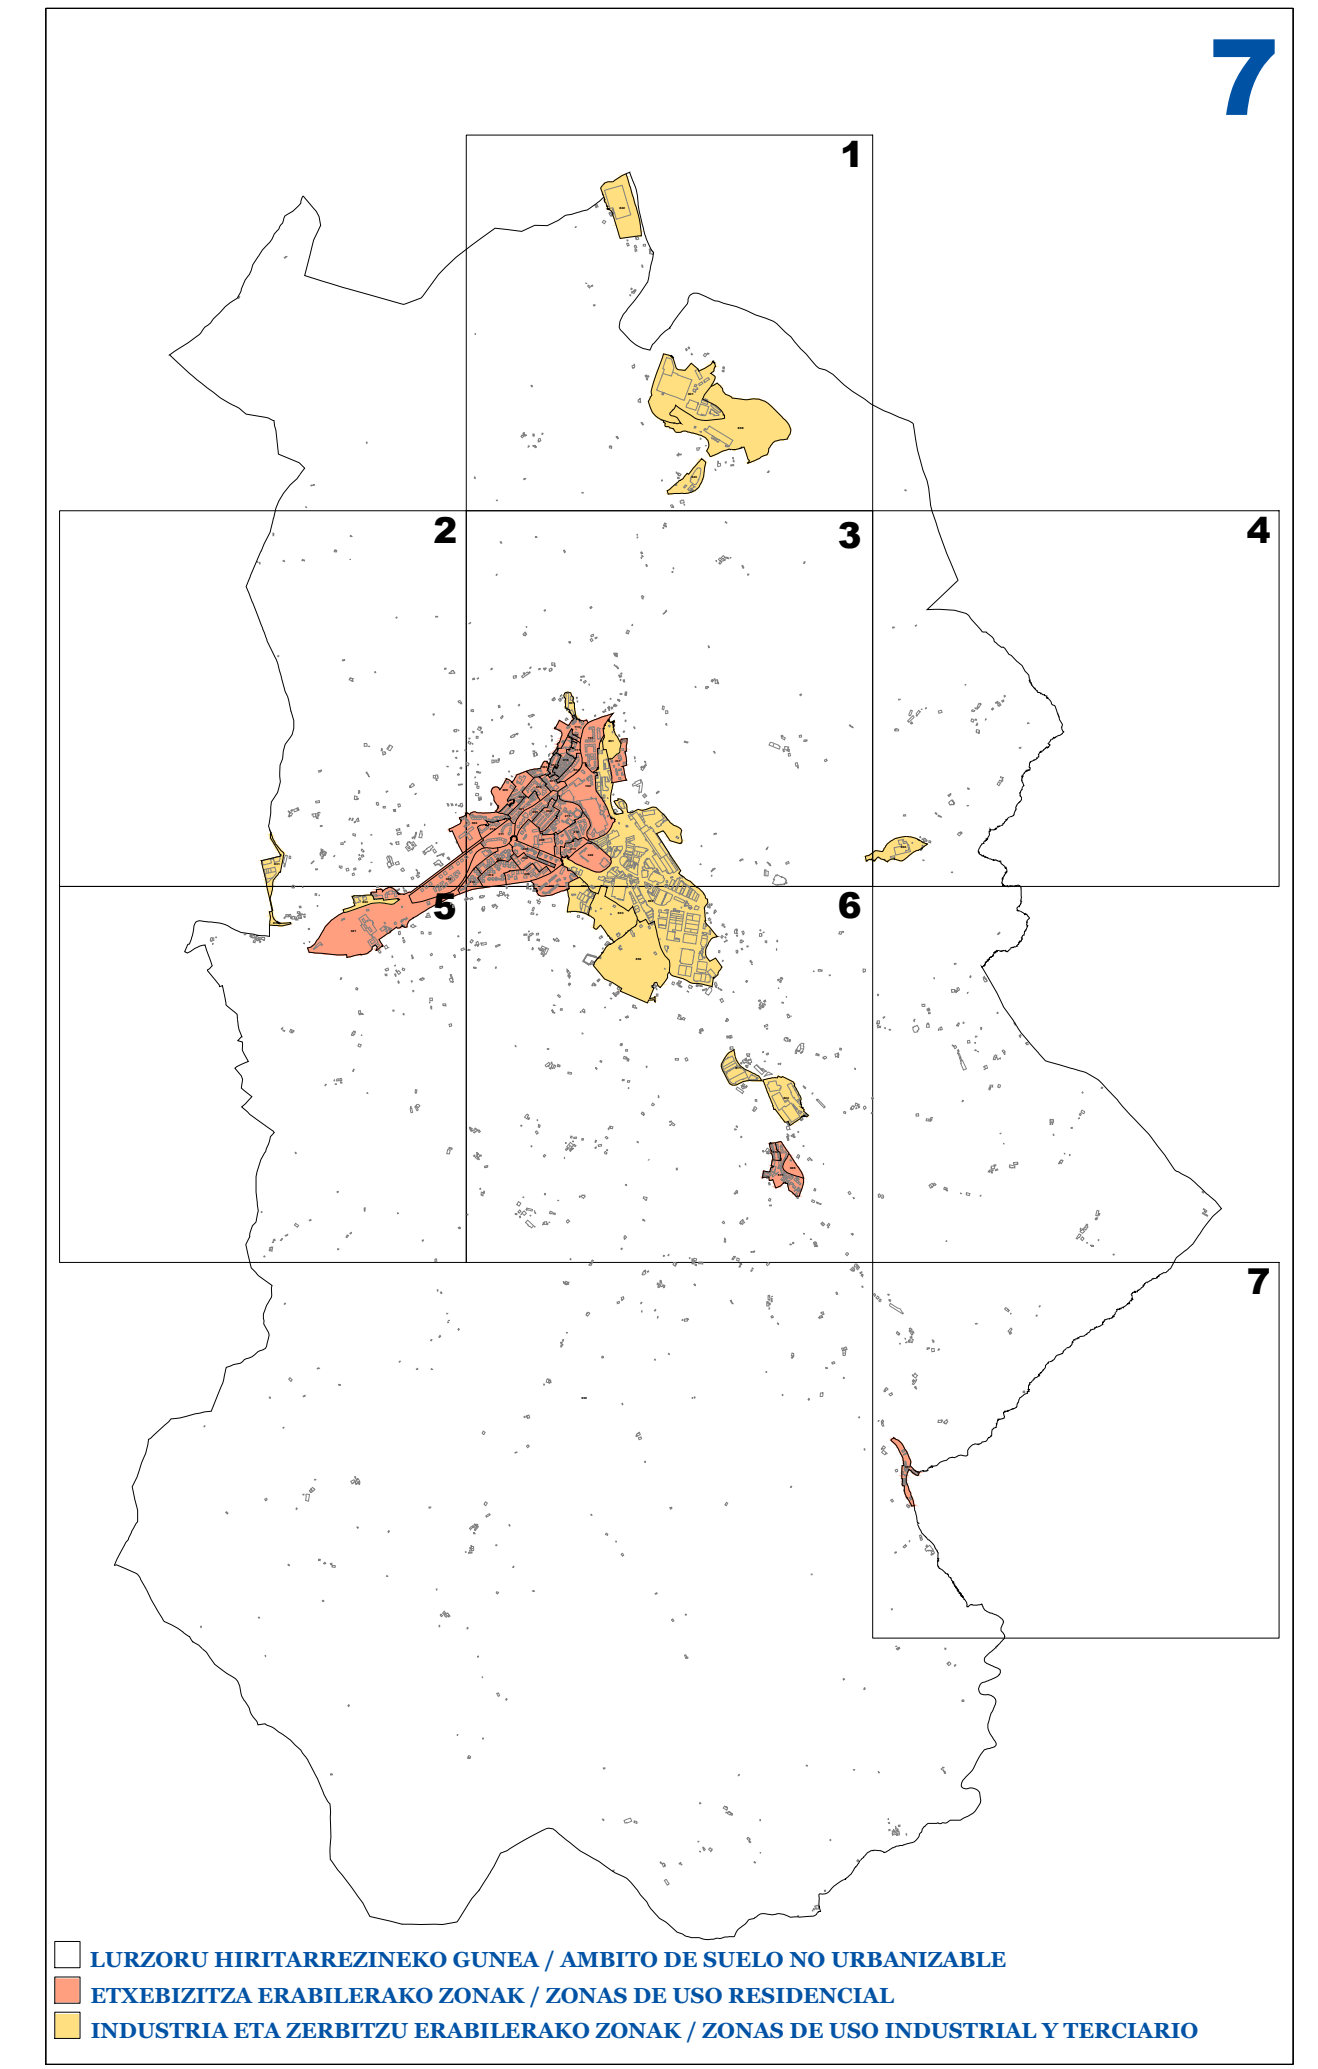 7
1
2
3
4
5
6
7
LURZORU HIRITARREZINEKO GUNEA / AMBITO DE SUELO NO URBANIZABLE
ETXEBIZITZA ERABILERAKO ZONAK / ZONAS DE USO RESIDENCIAL
INDUSTRIA ETA ZERBITZU ERABILERAKO ZONAK / ZONAS DE USO INDUSTRIAL Y TERCIARIO